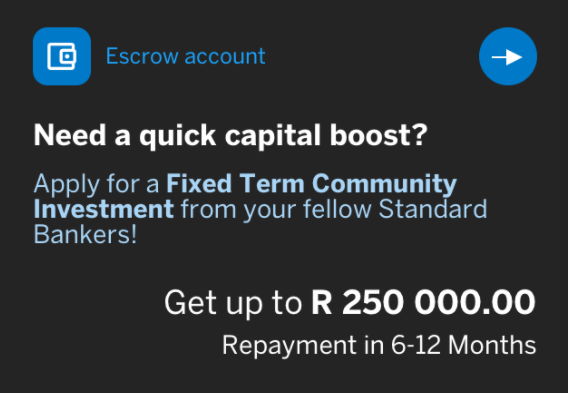 Escrow account
Need a quick capital boost?
Apply for a Fixed Term Community
Investment from your fellow Standard
Bankers!
Get up to R 250 000.00
Repayment in 6-12 Months